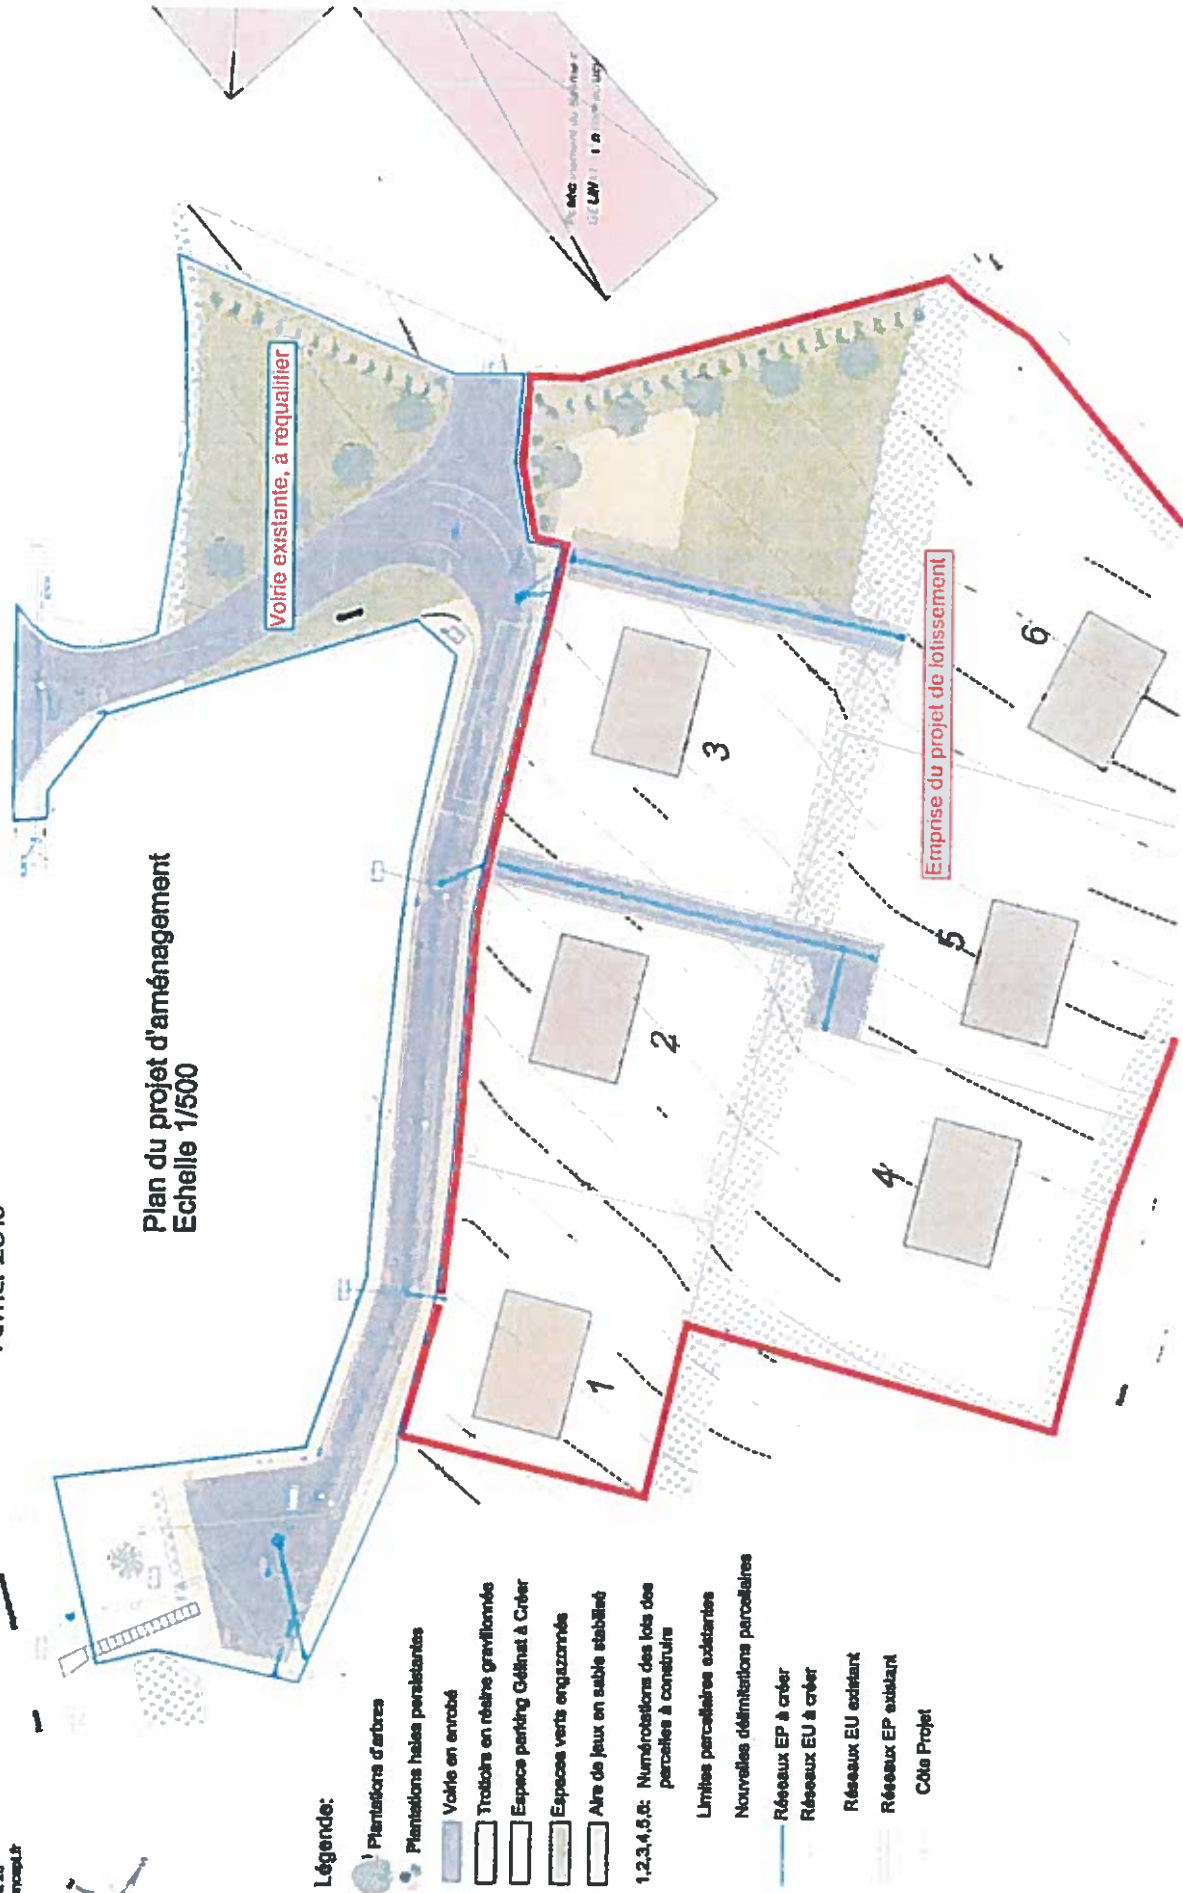 Plan du projet d'aménagement
Echelle 1/500
Voirie existante, à requalifier
Emprise du projet de lotissement
1
2
3
4
5
6
Légende:
Plantations d'arbres
Plantations haies persistantes
Voirie en enrobé
Trottoirs en résine gravillonnée
Espace parking Gélinat à Créer
Espaces verts engazonnés
Aire de jeux en sable stabilisé
1,2,3,4,5,6: Numérotations des lots des
parcelles à construire
Limites parcellaires existantes
Nouvelles délimitations parcellaires
Réseaux EP à créer
Réseaux EU à créer
Réseaux EU existant
Réseaux EP existant
Côte Projet